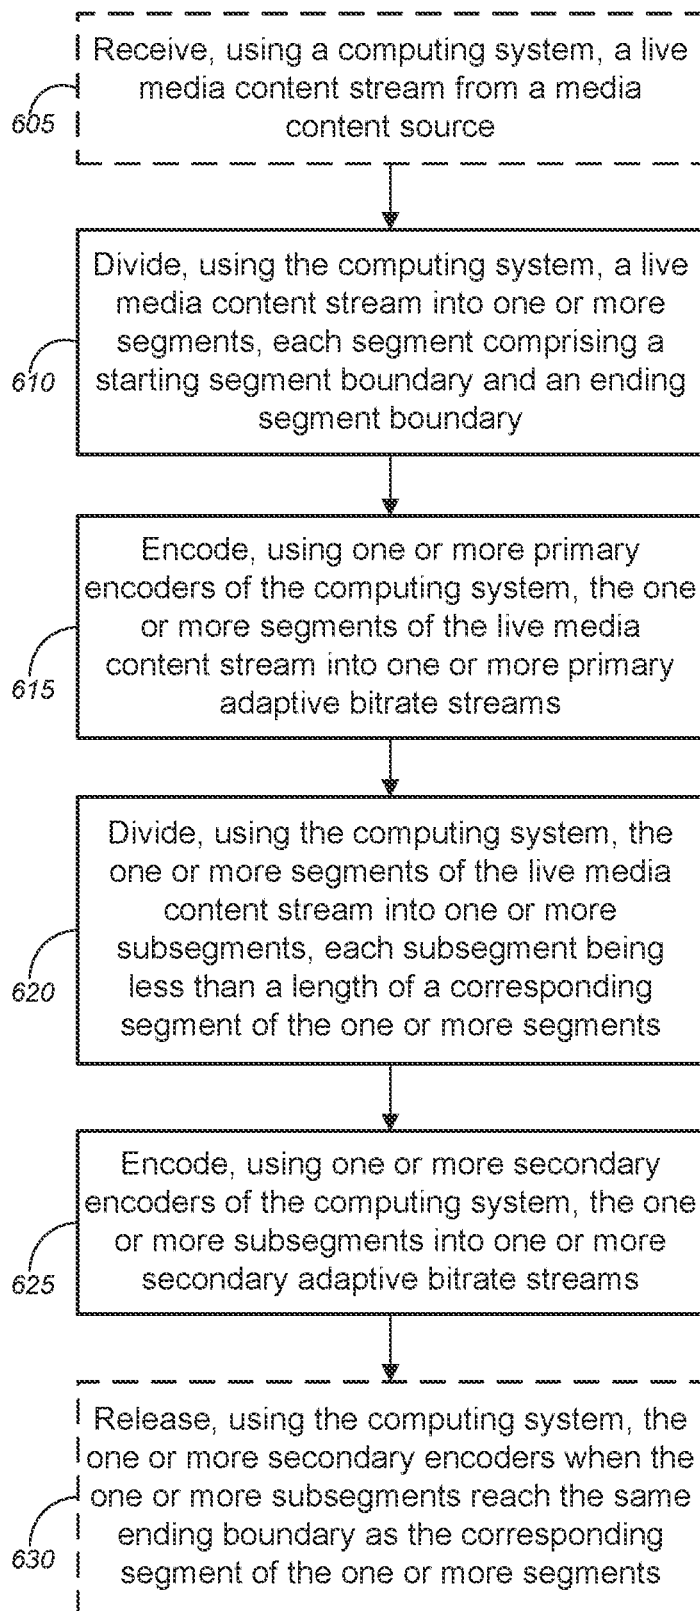 Receive, using a computing system, a live
media content stream from a media
content source
605
Divide, using the computing system, a live
media content stream into one or more
segments, each segment comprising a
starting segment boundary and an ending
segment boundary
610
Encode, using one or more primary
encoders of the computing system, the one
or more segments of the live media
content stream into one or more primary
adaptive bitrate streams
615
Divide, using the computing system, the
one or more segments of the live media
content stream into one or more
subsegments, each subsegment being
less than a length of a corresponding
segment of the one or more segments
620
Encode, using one or more secondary
encoders of the computing system, the one
or more subsegments into one or more
secondary adaptive bitrate streams
625
Release, using the computing system, the
one or more secondary encoders when the
one or more subsegments reach the same
ending boundary as the corresponding
segment of the one or more segments
630